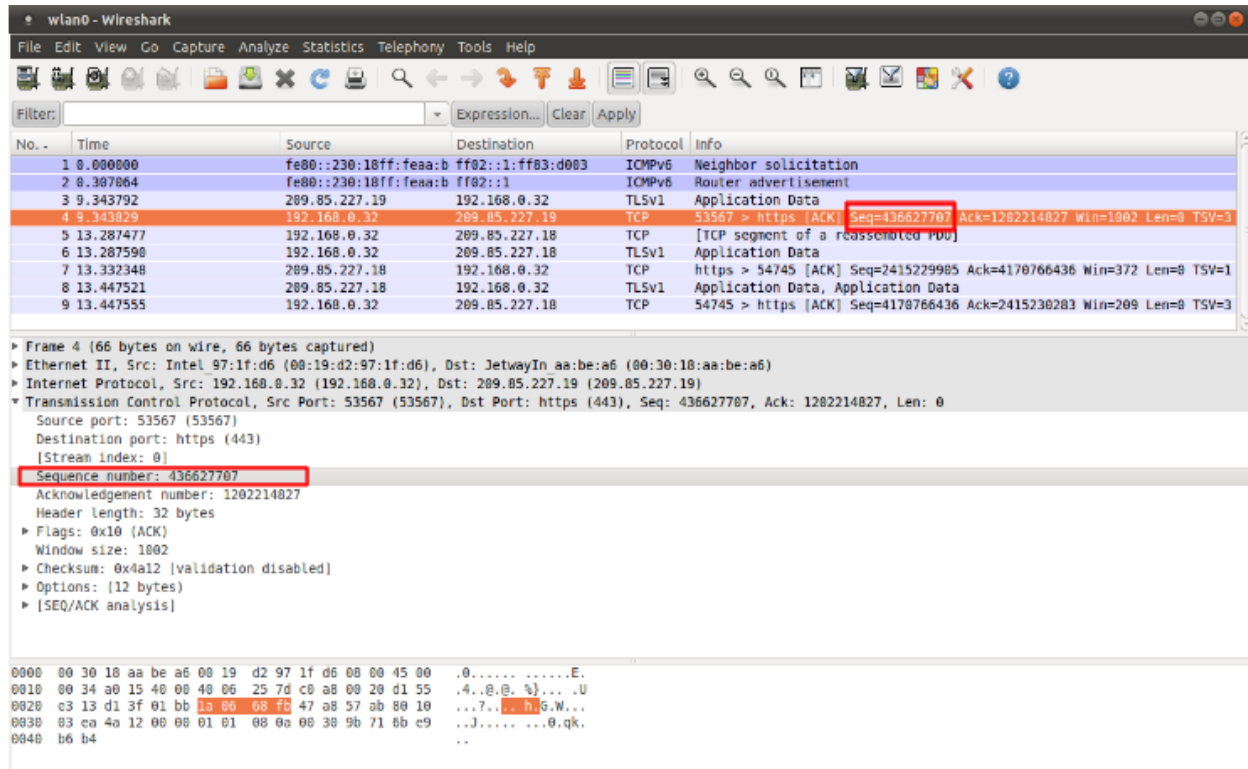 wlan0 - Wireshark
File Edit View Go Capture Analyze Statistics Telephony Tools Help
Filter: Expression... Clear Apply
No. . Time Source Destination Protocol Info
1 0.000000 fe80::230:18ff:feaa:b ff02::1:ff83:d003 ICMPv6 Neighbor solicitation
2 0.307064 fe80::230:18ff:feaa:b ff02::1 ICMPv6 Router advertisement
3 9.343792 209.85.227.19 192.168.0.32 TLSv1 Application Data
4 9.343829 192.168.0.32 209.85.227.19 TCP 53567 > https [ACK] Seq=436627707 Ack=1202214827 Win=1002 Len=0 TSV=3
5 13.287477 192.168.0.32 209.85.227.18 TCP [TCP segment of a reassembled PDU]
6 13.287590 192.168.0.32 209.85.227.18 TLSv1 Application Data
7 13.332348 209.85.227.18 192.168.0.32 TCP https > 54745 [ACK] Seq=2415229905 Ack=4170766436 Win=372 Len=0 TSV=1
8 13.447521 209.85.227.18 192.168.0.32 TLSv1 Application Data, Application Data
9 13.447555 192.168.0.32 209.85.227.18 TCP 54745 > https [ACK] Seq=4170766436 Ack=2415230283 Win=209 Len=0 TSV=3
Frame 4 (66 bytes on wire, 66 bytes captured)
Ethernet II, Src: Intel_97:1f:d6 (00:19:d2:97:1f:d6), Dst: JetwayIn_aa:be:a6 (00:30:18:aa:be:a6)
Internet Protocol, Src: 192.168.0.32 (192.168.0.32), Dst: 209.85.227.19 (209.85.227.19)
Transmission Control Protocol, Src Port: 53567 (53567), Dst Port: https (443), Seq: 436627707, Ack: 1202214827, Len: 0
Source port: 53567 (53567)
Destination port: https (443)
[Stream index: 0]
Sequence number: 436627707
Acknowledgement number: 1202214827
Header length: 32 bytes
Flags: 0x10 (ACK)
Window size: 1002
Checksum: 0x4a12 [validation disabled]
Options: (12 bytes)
[SEQ/ACK analysis]
0000 00 30 18 aa be a6 00 19 d2 97 1f d6 08 00 45 00 .0...... ......E.
0010 00 34 a0 15 40 00 40 06 25 7d c0 a8 00 20 d1 55 .4..@.@. %}... .U
0020 e3 13 d1 3f 01 bb 1a 06 68 fb 47 a8 57 ab 80 10 ...?.... h.G.W...
0030 03 ea 4a 12 00 00 01 01 08 0a 00 30 9b 71 6b e9 ..J..... ...0.qk.
0040 b6 b4 ..